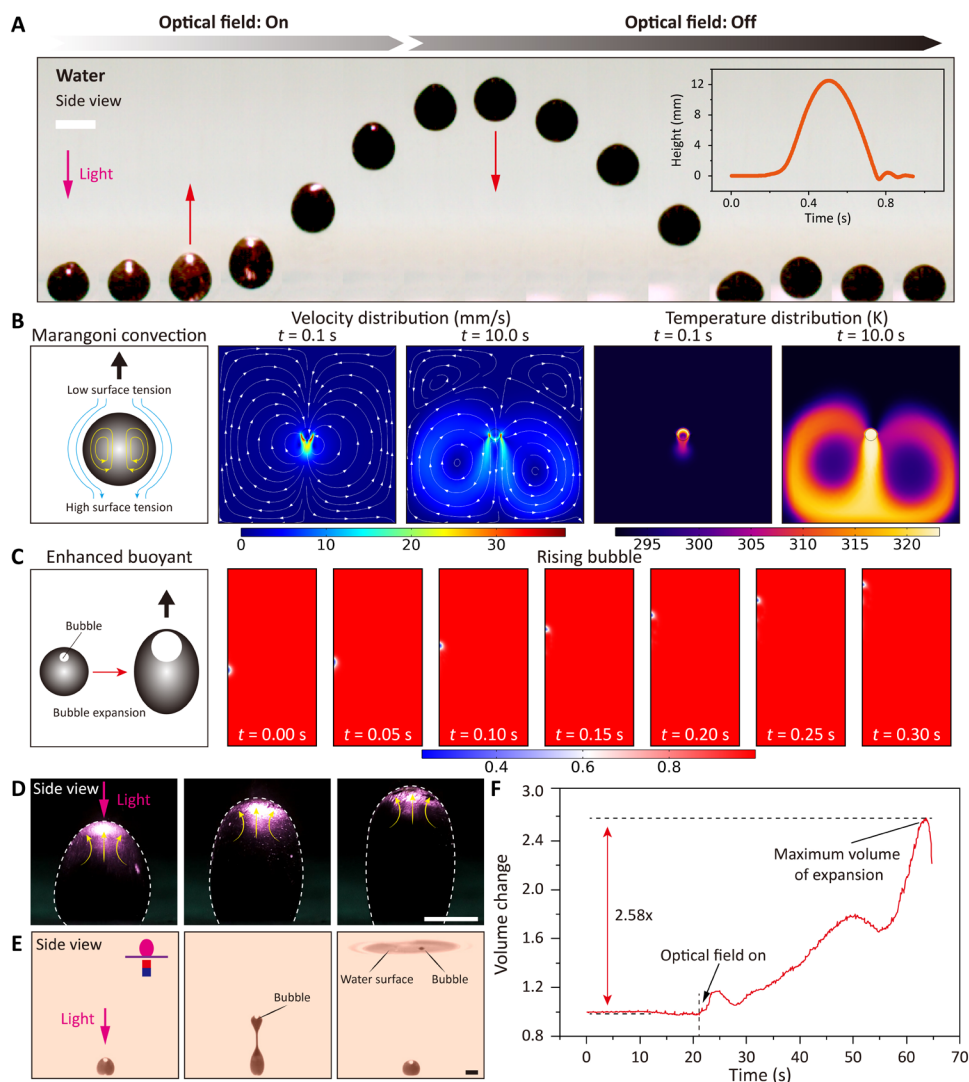 A
Optical field: On
Optical field: Off
Water
Side view
Light
Height (mm)
12
8
4
0
0.0
0.4
0.8
Time (s)
B
Marangoni convection
Low surface tension
High surface tension
Velocity distribution (mm/s)
t = 0.1 s
t = 10.0 s
0
10
20
30
Temperature distribution (K)
t = 0.1 s
t = 10.0 s
295
300
305
310
315
320
C
Enhanced buoyant
Bubble
Bubble expansion
Rising bubble
t = 0.00 s
t = 0.05 s
t = 0.10 s
t = 0.15 s
t = 0.20 s
t = 0.25 s
t = 0.30 s
0.4
0.6
0.8
D
Side view
Light
E
Side view
Light
Bubble
Water surface
Bubble
F
Volume change
3.0
2.6
2.0
1.6
1.2
0.8
2.58x
Optical field on
Maximum volume
of expansion
0
10
20
30
40
50
60
70
Time (s)